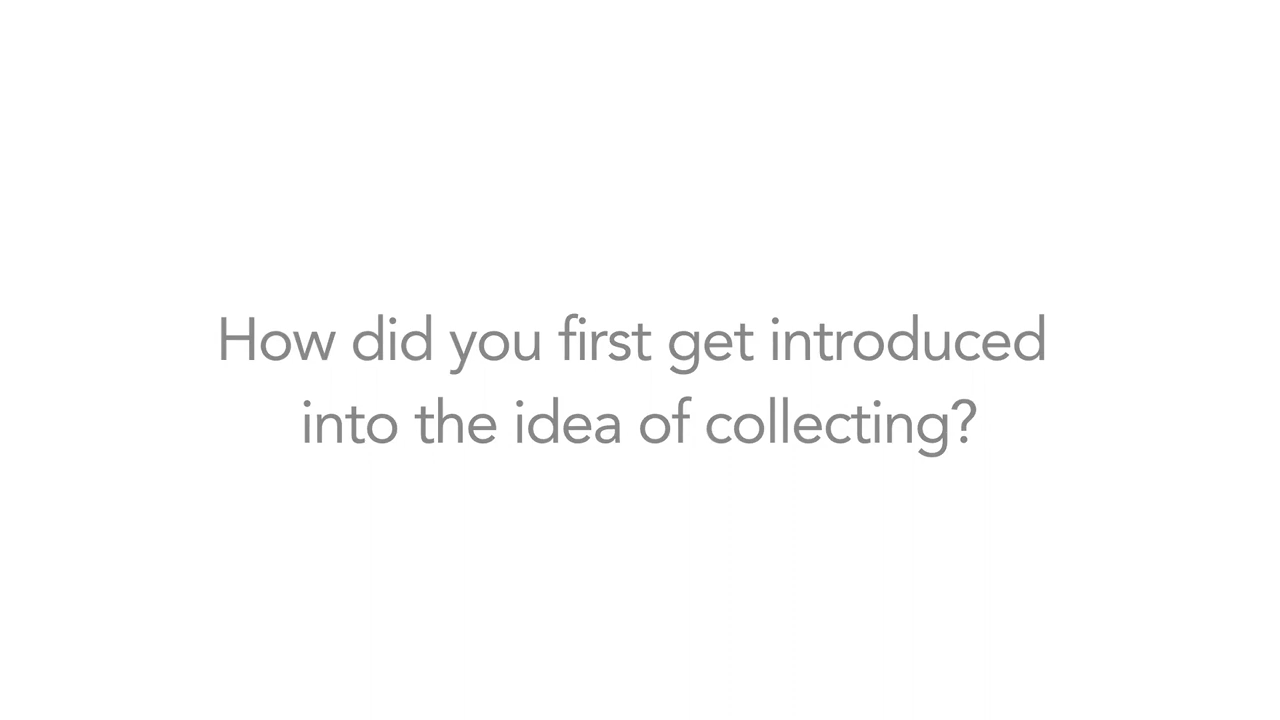 How did you first get introduced
into the idea of collecting?